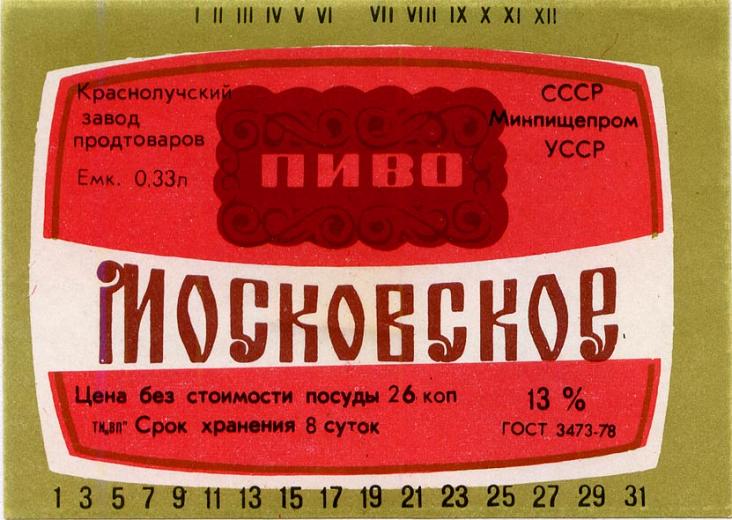 I II III IV V VI VII VIII IX X XI XII
Краснолучский
завод
продтоваров
Емк. 0,33л
ПИВО
СССР
Минпищепром
УССР
Московское
Цена без стоимости посуды 26 коп
Срок хранения 8 суток
13 %
ГОСТ 3473-78
1 3 5 7 9 11 13 15 17 19 21 23 25 27 29 31